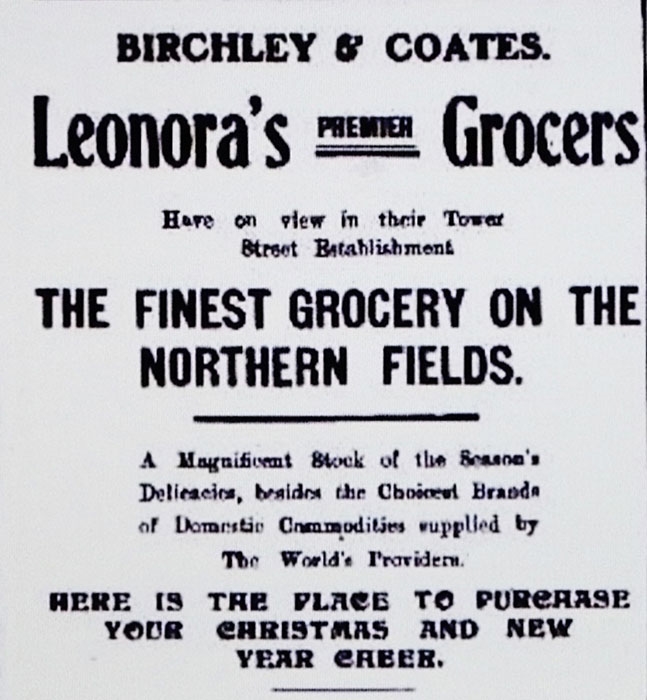 BIRCHLEY & COATES.
Leonora's PREMIER Grocers
Have on view in their Tower
Street Establishment
THE FINEST GROCERY ON THE
NORTHERN FIELDS.
A Magnificent Stock of the Season's
Delicacies, besides the Choicest Brands
of Domestic Commodities supplied by
The World's Providers.
HERE IS THE PLACE TO PURCHASE
YOUR CHRISTMAS AND NEW
YEAR CHEER.